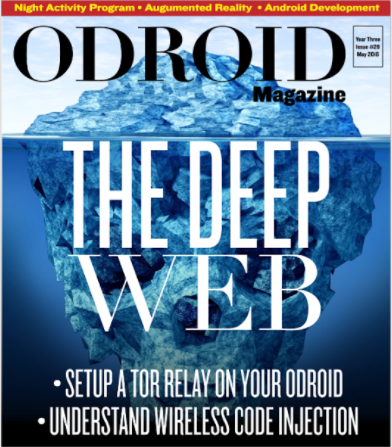 Night Activity Program • Augumented Reality • Android Development
ODROID
Year Three
Issue #29
May 2016
Magazine
THE DEEP
WEB
• SETUP A TOR RELAY ON YOUR ODROID
• UNDERSTAND WIRELESS CODE INJECTION